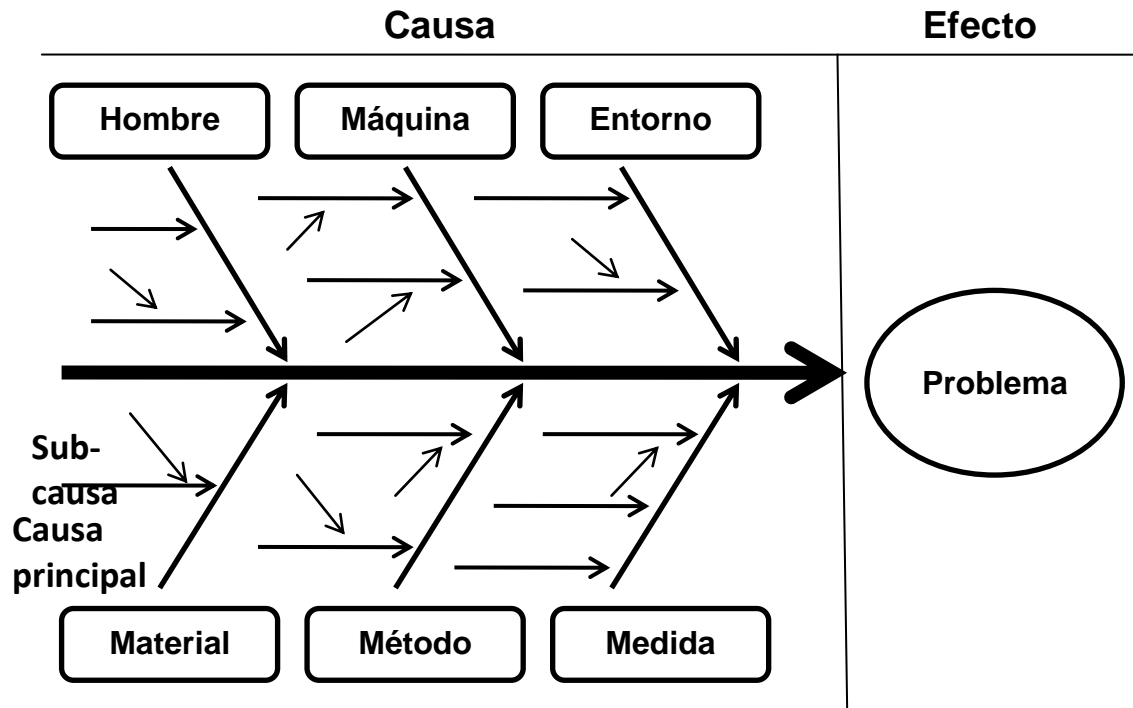 Causa
Efecto
Hombre
Máquina
Entorno
Problema
Sub-
causa
Causa
principal
Material
Método
Medida